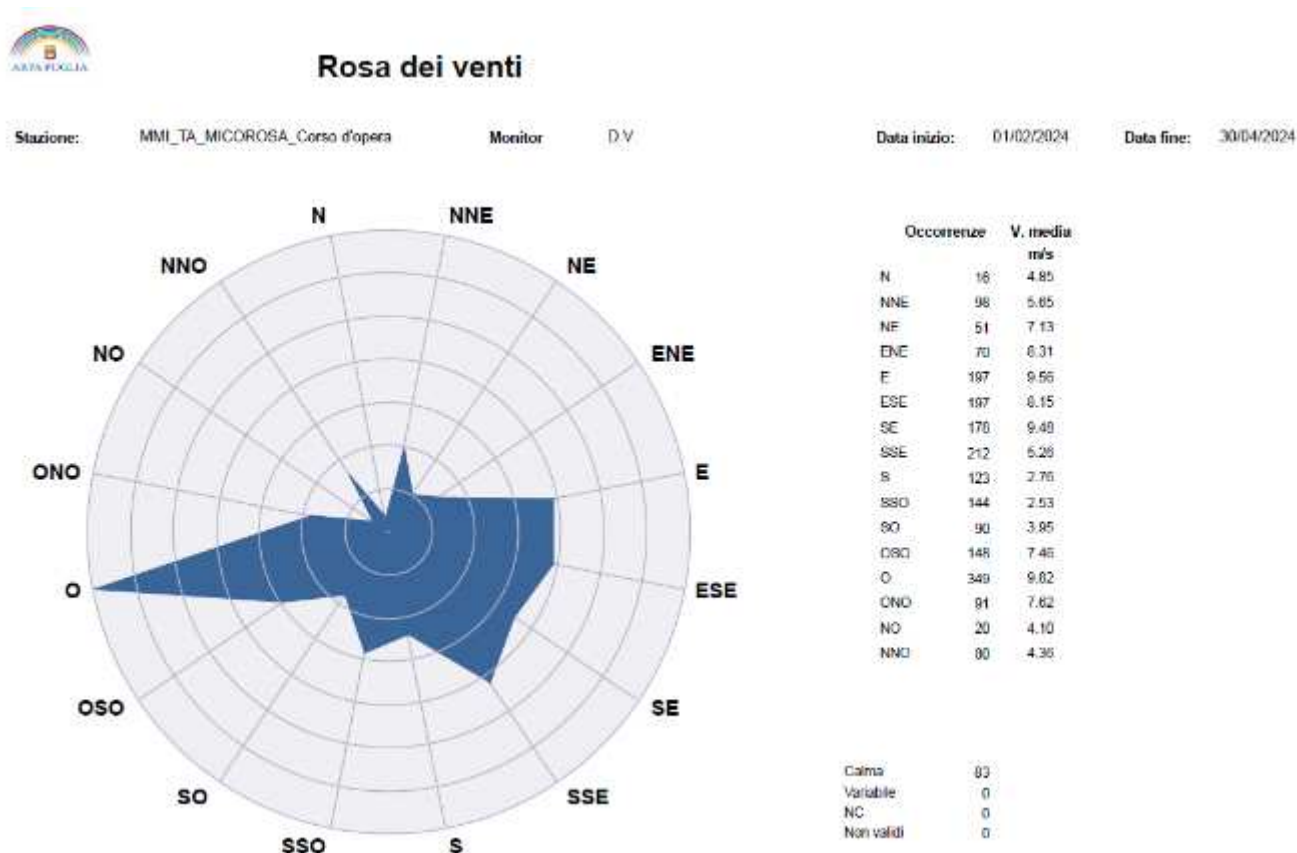 ARPA PUGLIA
Rosa dei venti
Stazione: MMI_TA_MICOROSA_Corso d'opera Monitor D.V. Data inizio: 01/02/2024 Data fine: 30/04/2024
N NNE
NNO NE
NO ENE
ONO E
O ESE
OSO SE
SO SSE
SSO S
Occorrenze V. media
m/s
N 16 4.85
NNE 98 5.65
NE 51 7.13
ENE 70 8.31
E 197 9.56
ESE 197 8.15
SE 178 9.48
SSE 212 5.26
S 123 2.76
SSO 144 2.53
SO 90 3.95
OSO 148 7.46
O 349 9.82
ONO 91 7.62
NO 20 4.10
NNO 80 4.36
Calma 83
Variabile 0
NC 0
Non validi 0